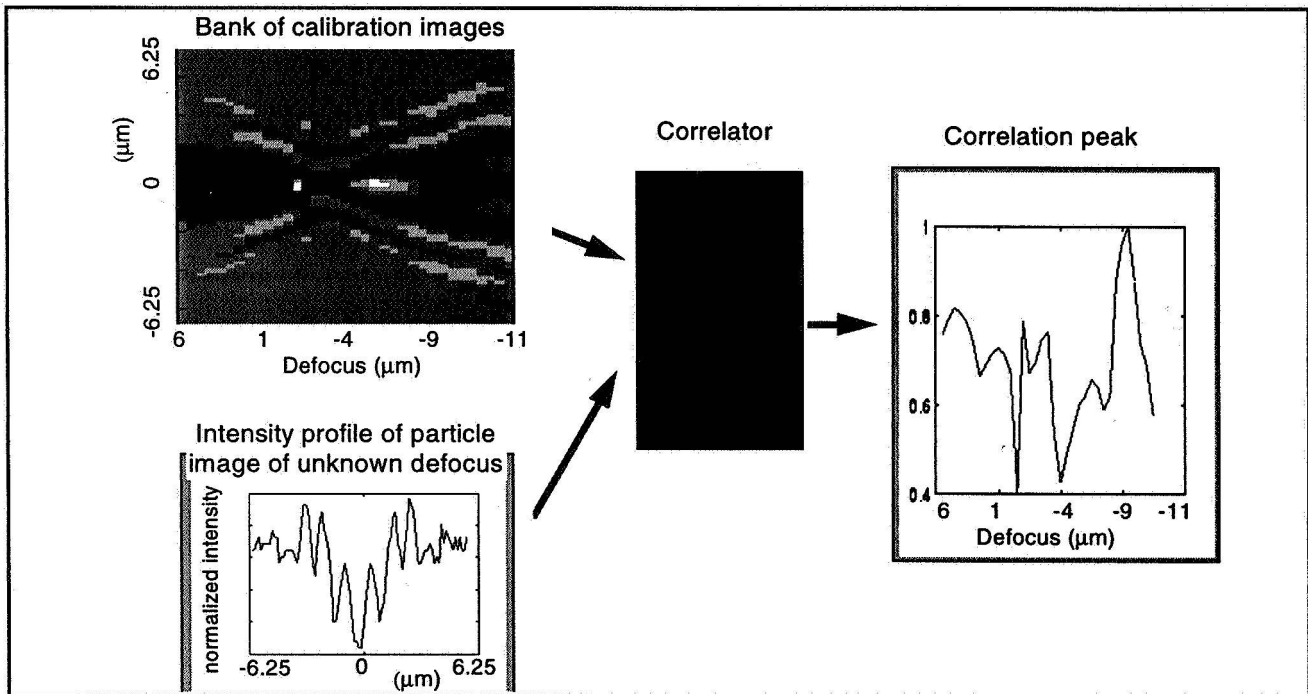 Bank of calibration images
6.25
(μm)
0
-6.25
6 1 -4 -9 -11
Defocus (μm)
Intensity profile of particle
image of unknown defocus
normalized intensity
-6.25 0 6.25
(μm)
Correlator
Correlation peak
1
0.8
0.6
0.4
6 1 -4 -9 -11
Defocus (μm)